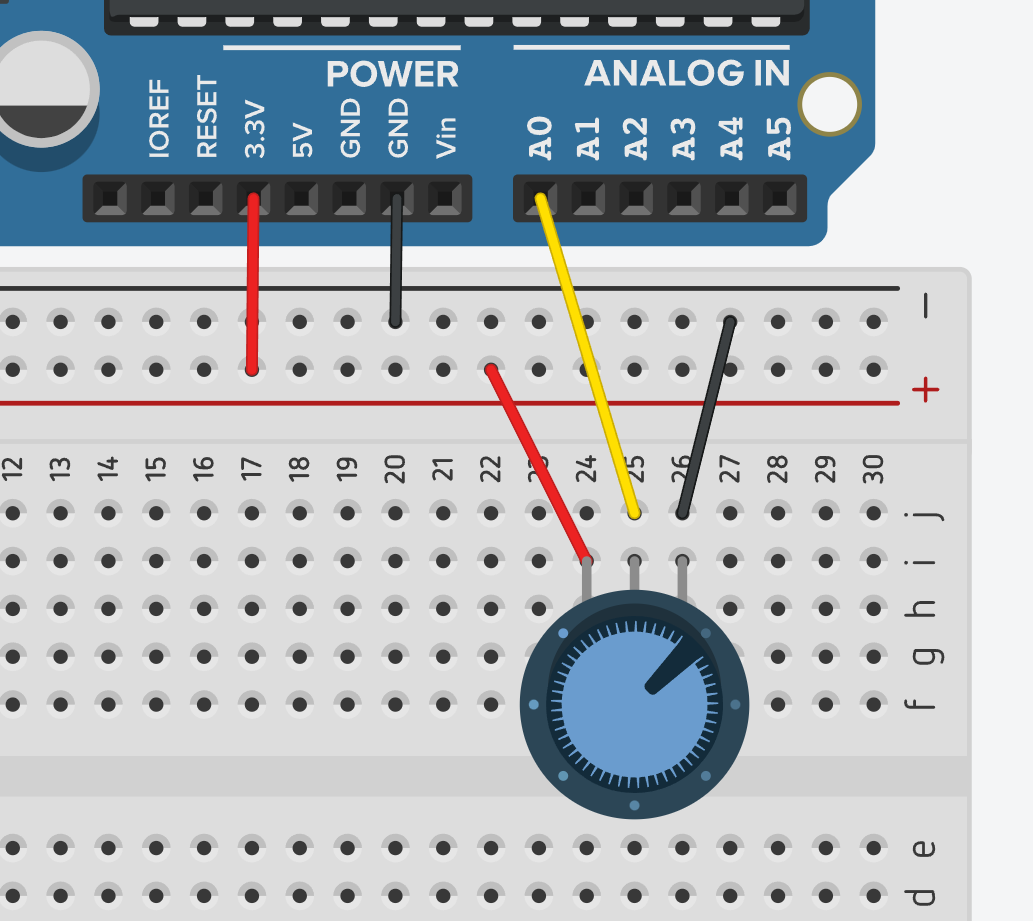 POWER
ANALOG IN
IOREF
RESET
3.3V
5V
GND
GND
Vin
A0
A1
A2
A3
A4
A5
-
+
12 13 14 15 16 17 18 19 20 21 22 23 24 25 26 27 28 29 30
j
i
h
g
f
e
d